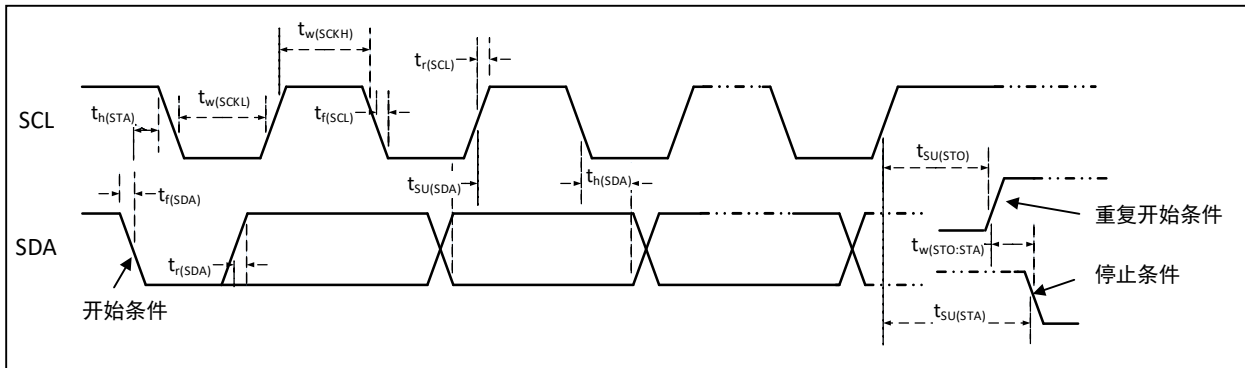 tw(SCKH)
tr(SCL)
SCL
th(STA)
tw(SCKL)
tf(SCL)
tSU(STO)
tf(SDA)
tSU(SDA)
th(SDA)
重复开始条件
SDA
tw(STO:STA)
tr(SDA)
停止条件
开始条件
tSU(STA)